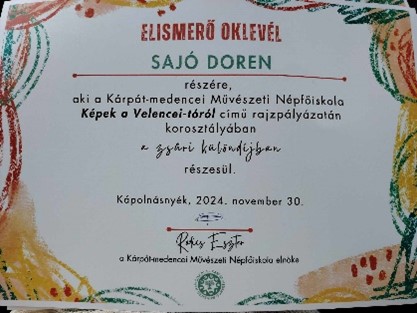 ELISMERŐ OKLEVÉL
SAJÓ DOREN
részére,
aki a Kárpát-medencei Művészeti Népfőiskola
Képek a Velencei-tóról című rajzpályázatán
korosztályában
a zsűri különdíjban
részesül.
Kápolnásnyék, 2024. november 30.
Eszter
a Kárpát-medencei Művészeti Népfőiskola elnöke